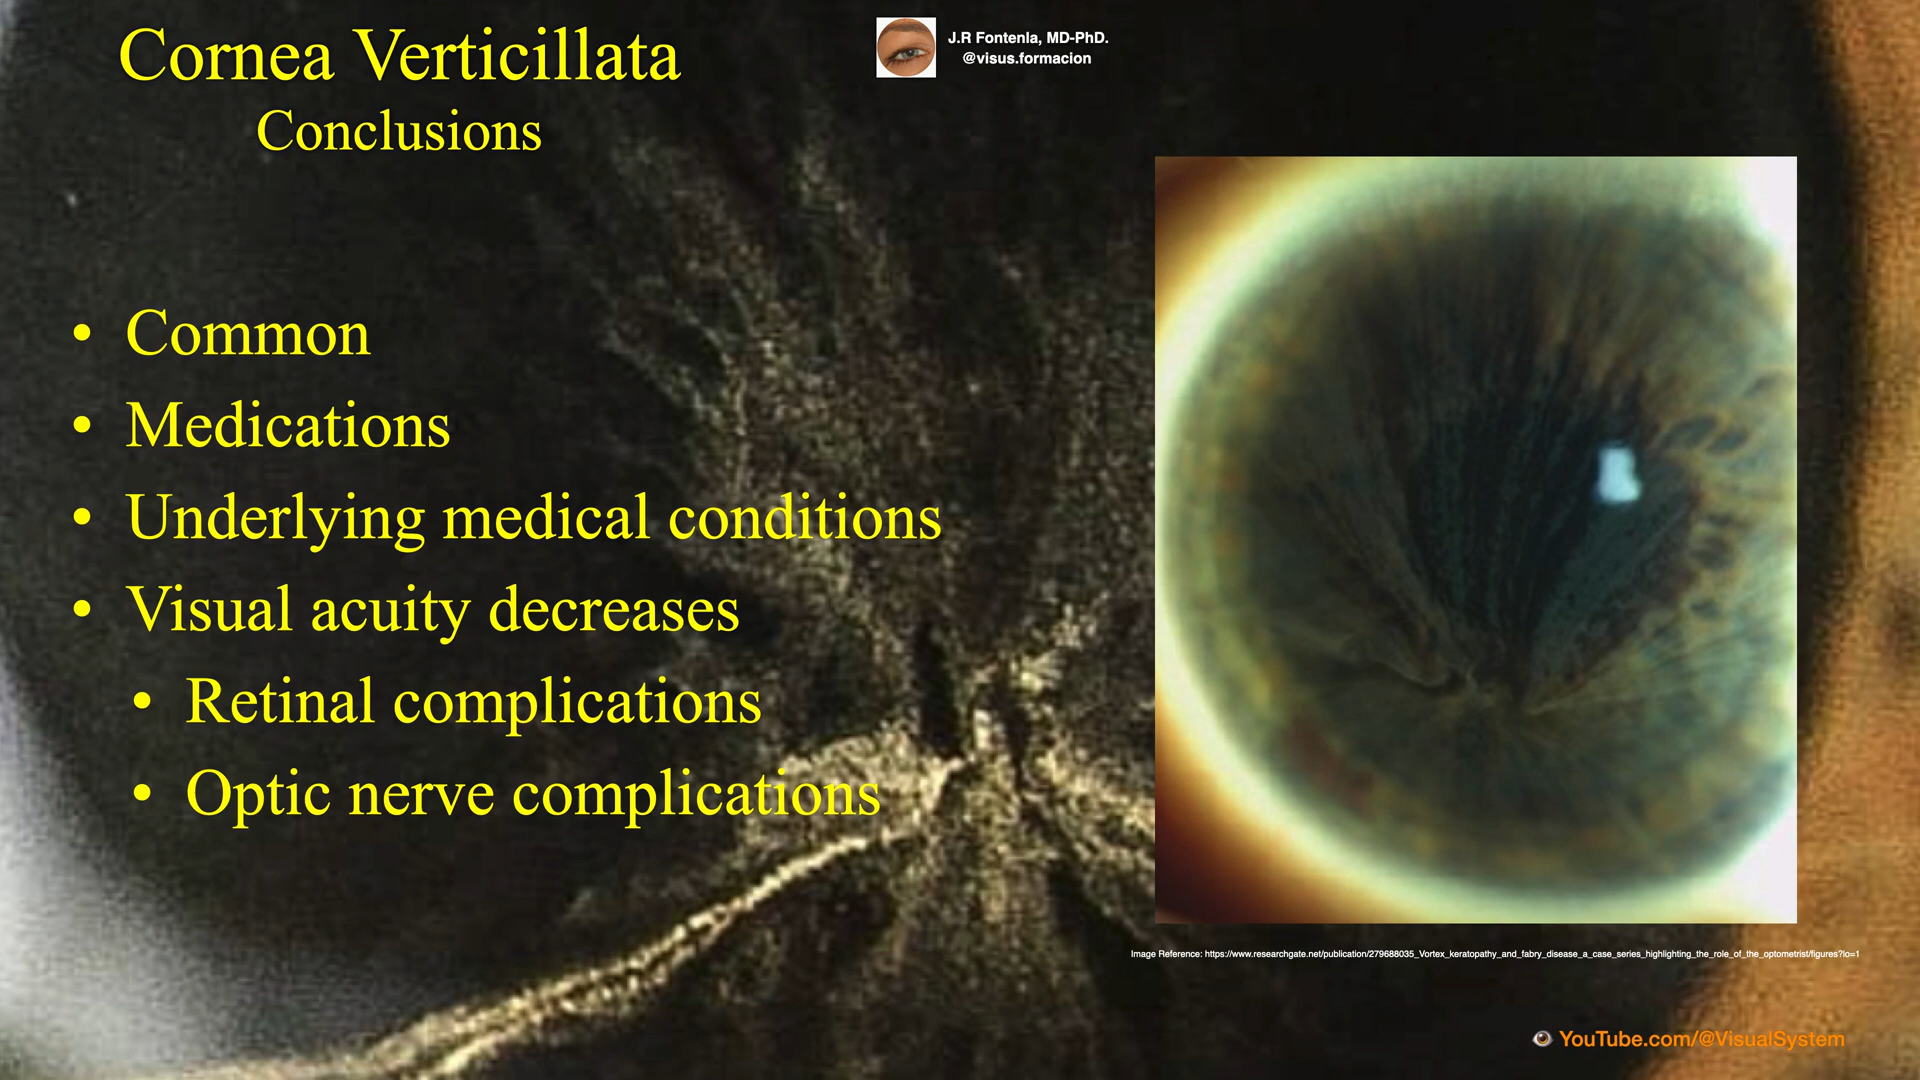 Cornea Verticillata
Conclusions
J.R Fontenla, MD-PhD.
@visus.formacion
• Common
• Medications
• Underlying medical conditions
• Visual acuity decreases
• Retinal complications
• Optic nerve complications
Image Reference: https://www.researchgate.net/publication/279688035_Vortex_keratopathy_and_fabry_disease_a_case_series_highlighting_the_role_of_the_optometrist/figures?lo=1
YouTube.com/@VisualSystem